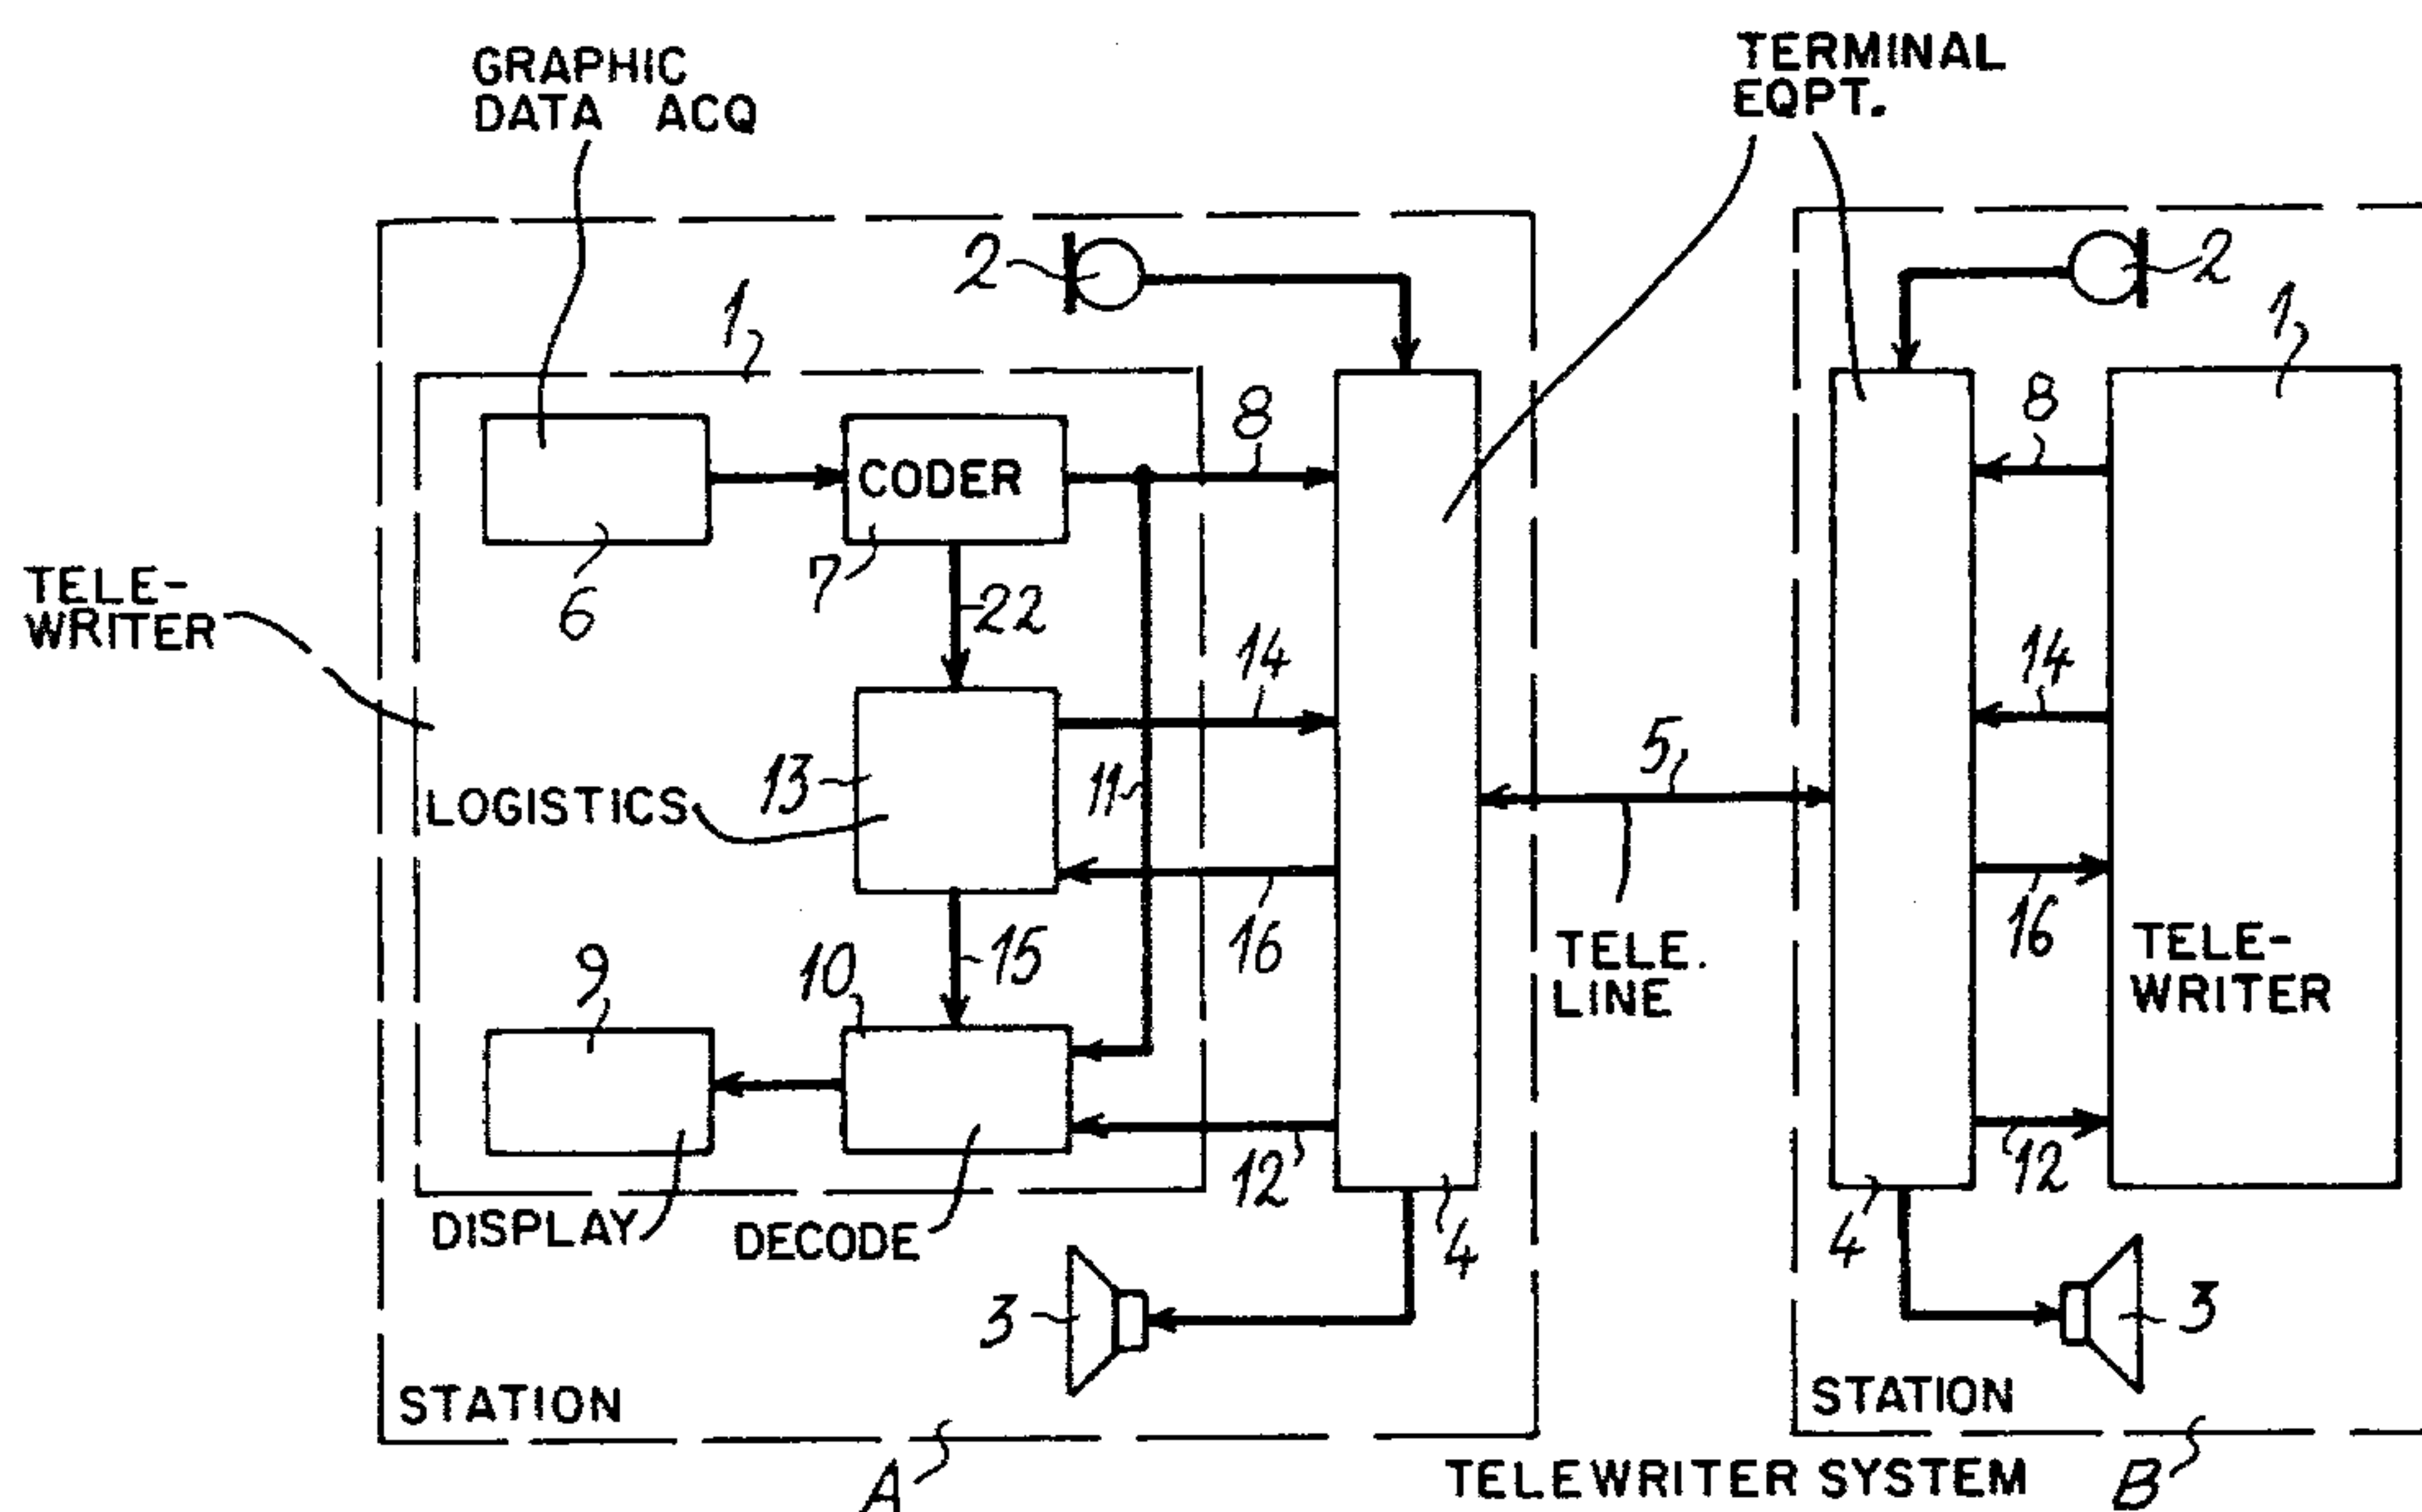 GRAPHIC
DATA ACQ
TERMINAL
EQPT.
2
2
1
1
8
8
CODER
6
7
22
TELE-
WRITER
14
14
13
11
5
LOGISTICS
16
16
15
10
9
TELE.
LINE
TELE-
WRITER
12
12
DISPLAY
DECODE
4
4
3
3
STATION
STATION
A
TELEWRITER SYSTEM
B